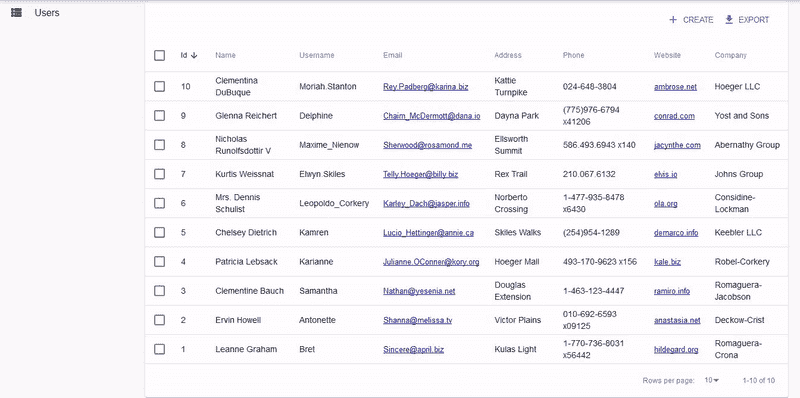 Users
CREATE EXPORT
Id Name Username Email Address Phone Website Company
10 Clementina DuBuque Moriah.Stanton Rey.Padberg@karina.biz Kattie Turnpike 024-648-3804 ambrose.net Hoeger LLC
9 Glenna Reichert Delphine Chaim_McDermott@dana.io Dayna Park (775)976-6794 x41206 conrad.com Yost and Sons
8 Nicholas Runolfsdottir V Maxime_Nienow Sherwood@rosamond.me Ellsworth Summit 586.493.6943 x140 jacynthe.com Abernathy Group
7 Kurtis Weissnat Elwyn.Skiles Telly.Hoeger@billy.biz Rex Trail 210.067.6132 elvis.io Johns Group
6 Mrs. Dennis Schulist Leopoldo_Corkery Karley_Dach@jasper.info Norberto Crossing 1-477-935-8478 x6430 ola.org Considine-Lockman
5 Chelsey Dietrich Kamren Lucio_Hettinger@annie.ca Skiles Walks (254)954-1289 demarco.info Keebler LLC
4 Patricia Lebsack Karianne Julianne.OConner@kory.org Hoeger Mall 493-170-9623 x156 kale.biz Robel-Corkery
3 Clementine Bauch Samantha Nathan@yesenia.net Douglas Extension 1-463-123-4447 ramiro.info Romaguera-Jacobson
2 Ervin Howell Antonette Shanna@melissa.tv Victor Plains 010-692-6593 x09125 anastasia.net Deckow-Crist
1 Leanne Graham Bret Sincere@april.biz Kulas Light 1-770-736-8031 x56442 hildegard.org Romaguera-Crona
Rows per page: 10 1-10 of 10